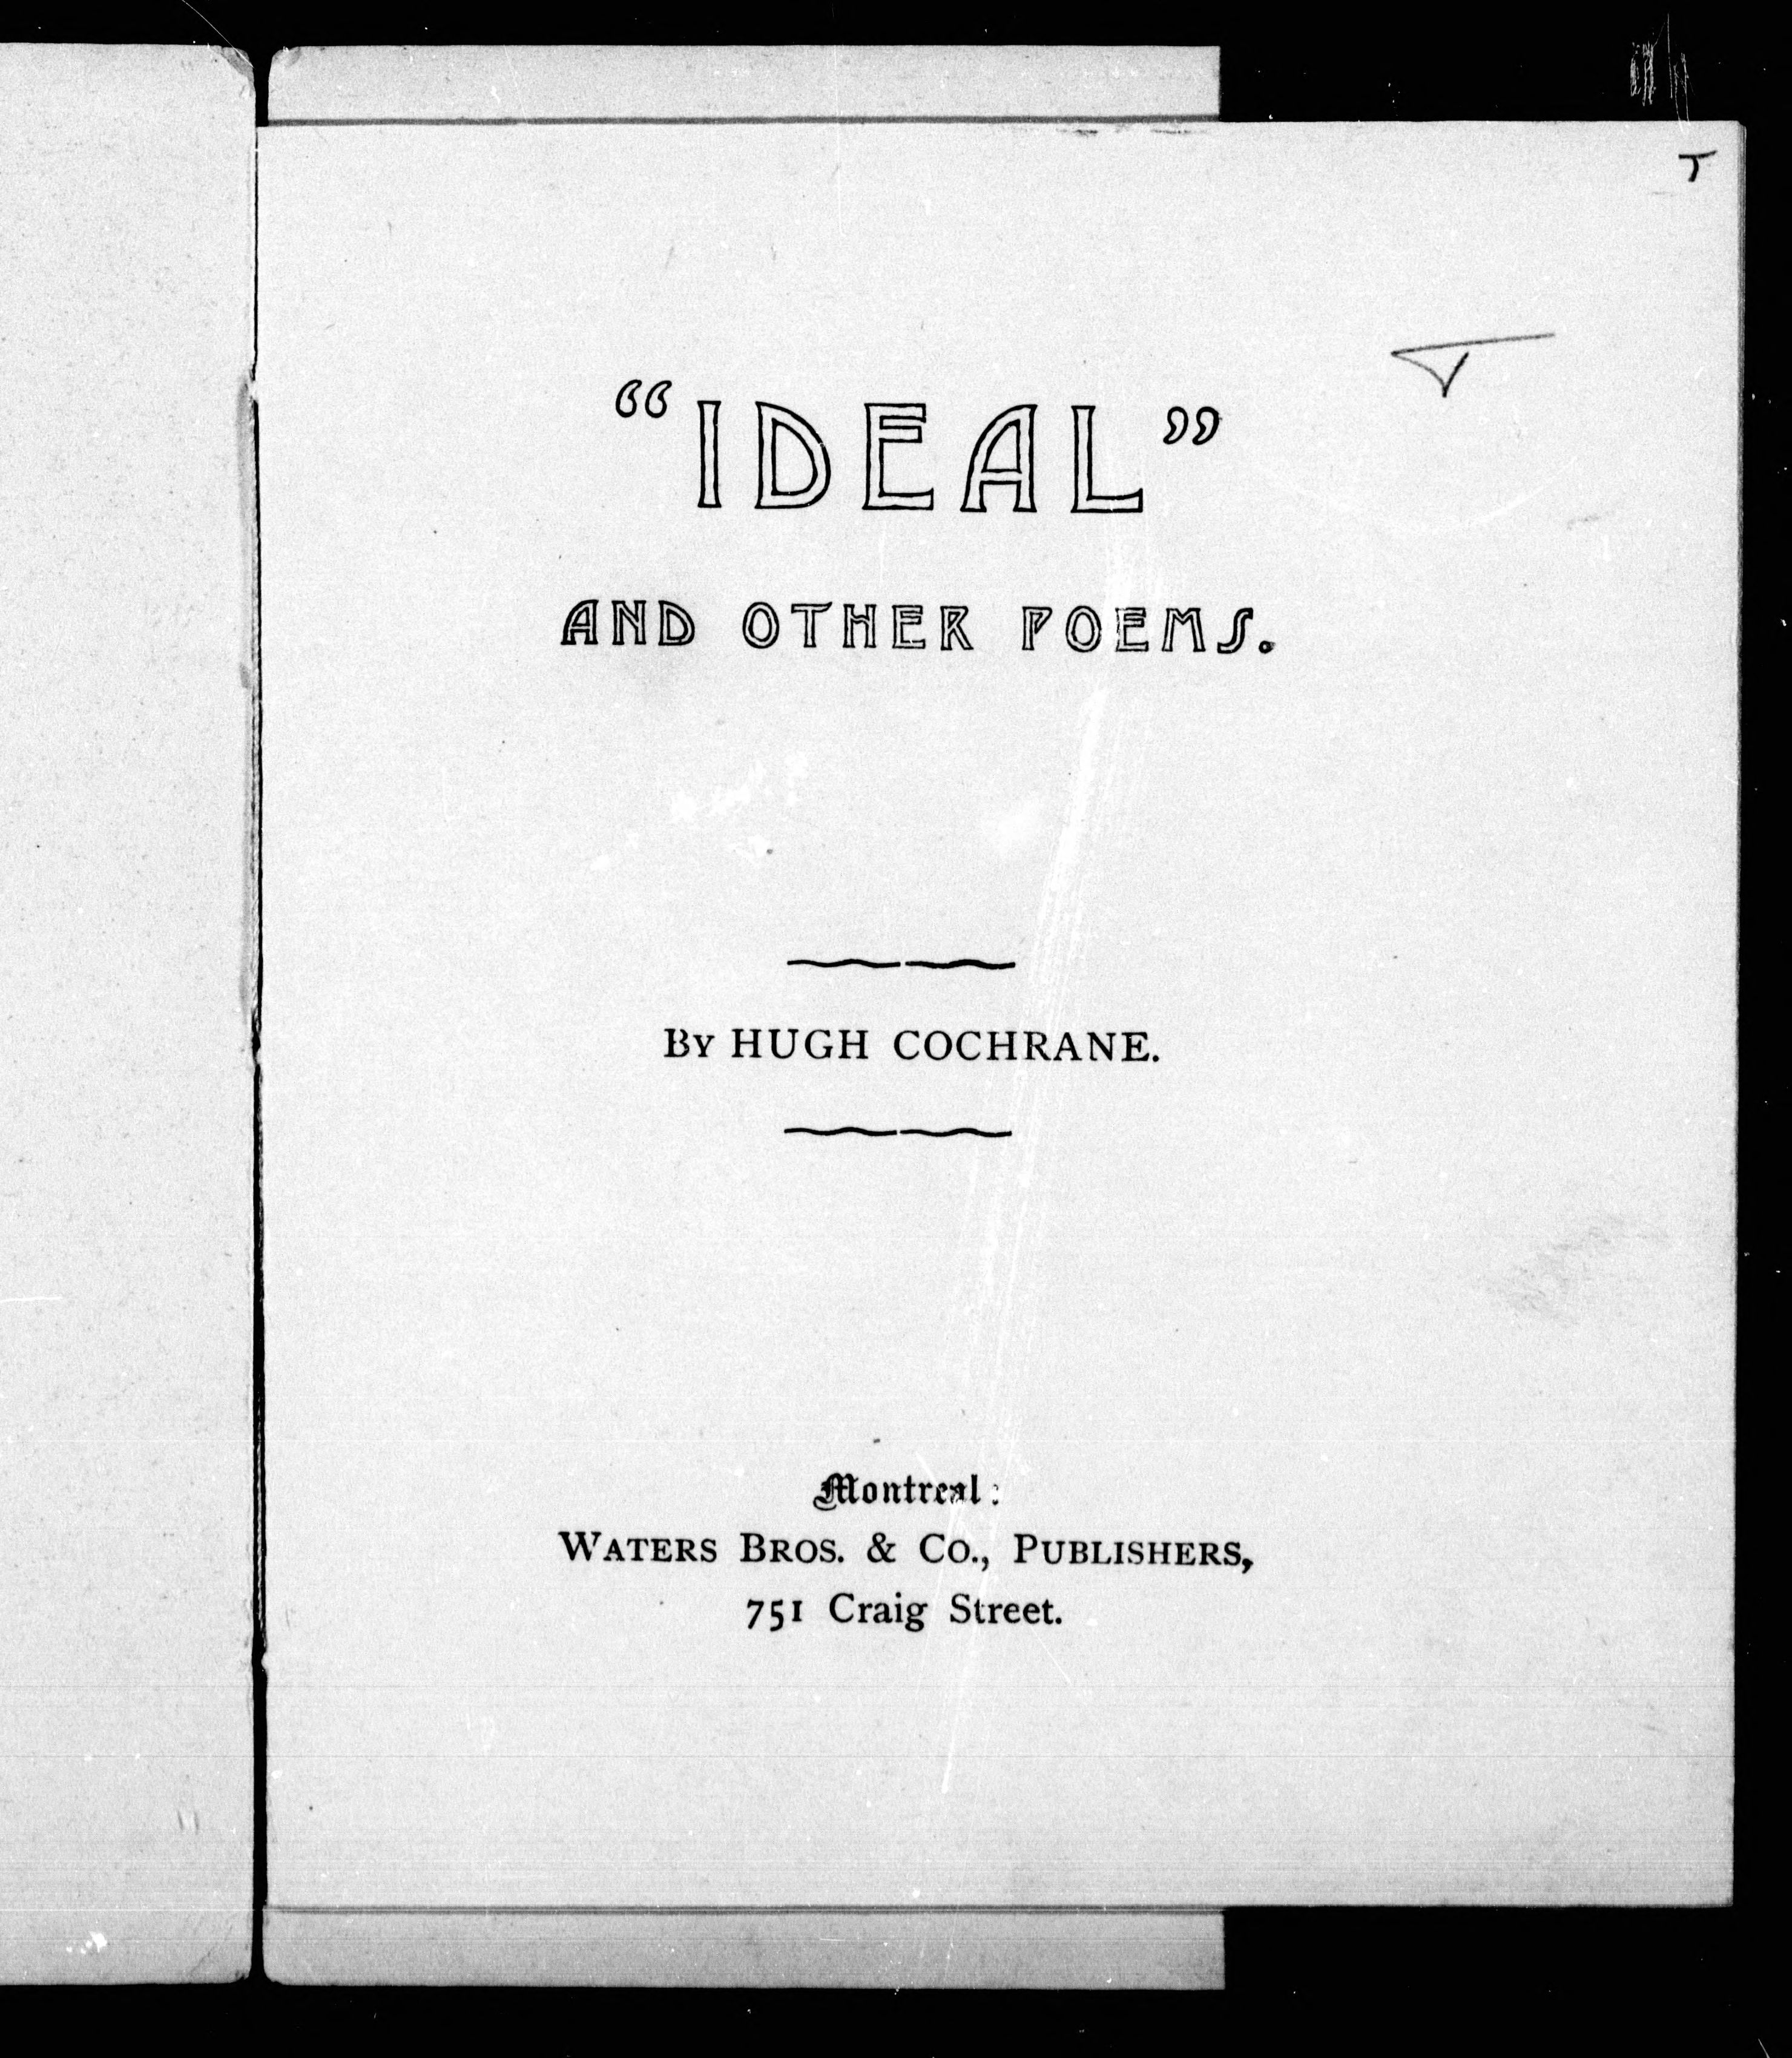 “IDEAL”
AND OTHER POEMS.
BY HUGH COCHRANE.
Montreal:
WATERS BROS. & CO., PUBLISHERS,
751 Craig Street.